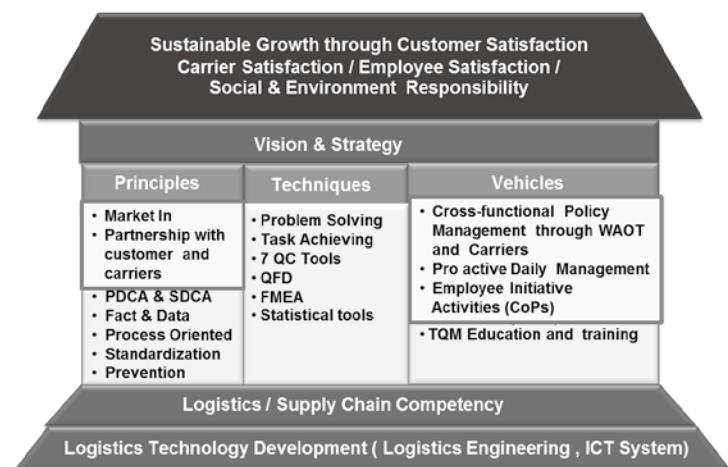 Sustainable Growth through Customer Satisfaction
Carrier Satisfaction / Employee Satisfaction /
Social & Environment Responsibility
Vision & Strategy
Principles
• Market In
• Partnership with
customer and
carriers
• PDCA & SDCA
• Fact & Data
• Process Oriented
• Standardization
• Prevention
Techniques
• Problem Solving
• Task Achieving
• 7 QC Tools
• QFD
• FMEA
• Statistical tools
Vehicles
• Cross-functional Policy
Management through WAOT
and Carriers
• Pro active Daily Management
• Employee Initiative
Activities (CoPs)
• TQM Education and training
Logistics / Supply Chain Competency
Logistics Technology Development ( Logistics Engineering , ICT System)